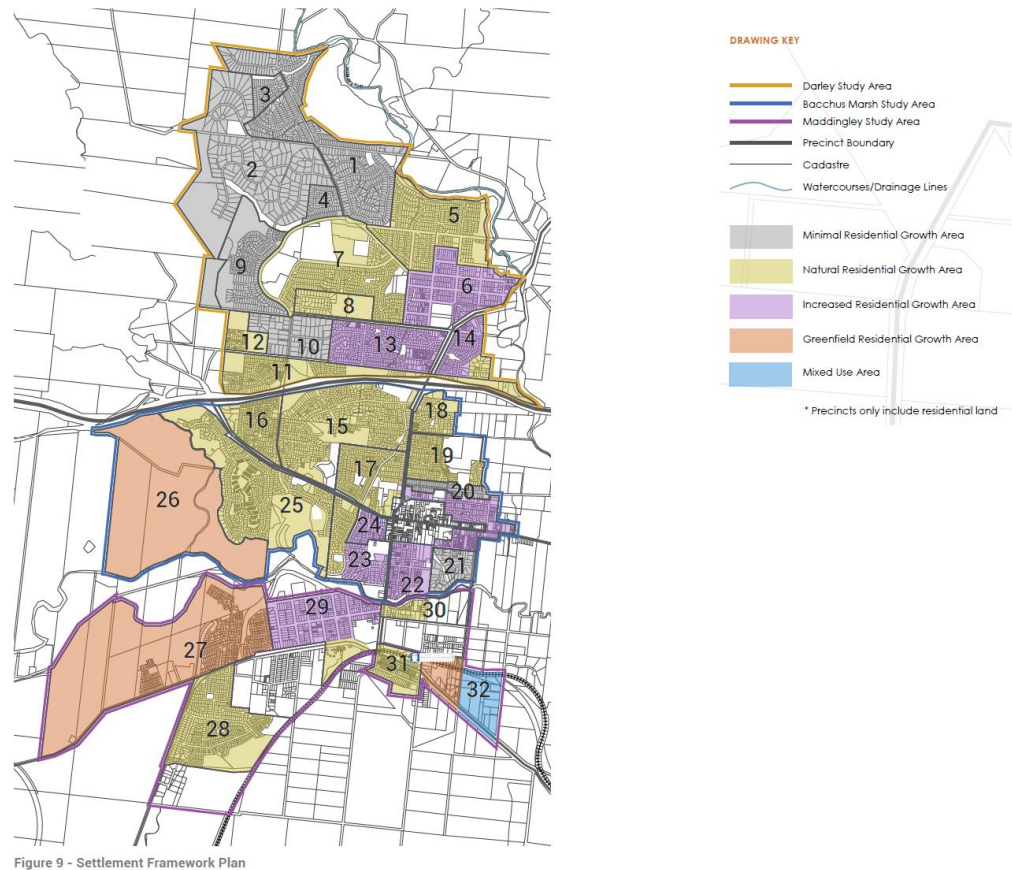 DRAWING KEY
Darley Study Area
Bacchus Marsh Study Area
Maddingley Study Area
Precinct Boundary
Cadastre
Watercourses/Drainage Lines
Minimal Residential Growth Area
Natural Residential Growth Area
Increased Residential Growth Area
Greenfield Residential Growth Area
Mixed Use Area
* Precincts only include residential land
3
1
2
4
5
7
9
6
8
12
10
13
14
11
16
15
18
19
17
26
25
20
24
23
21
22
29
30
27
31
32
28
Figure 9 - Settlement Framework Plan